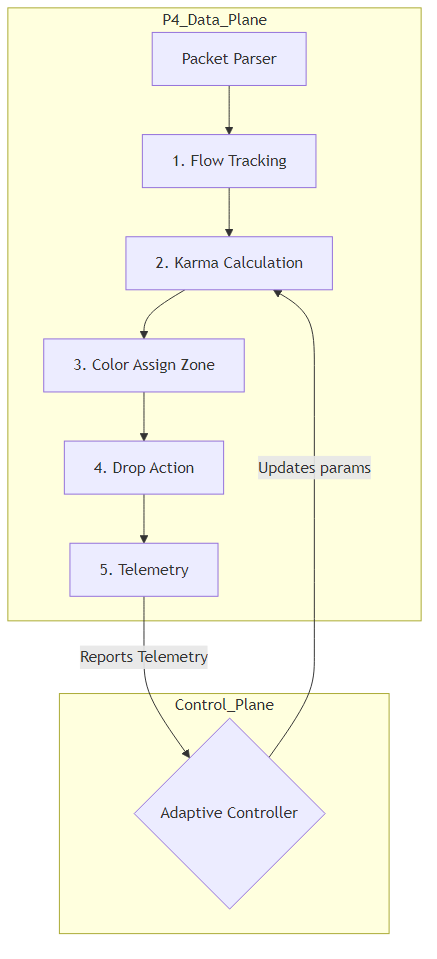 P4_Data_Plane
Packet Parser
1. Flow Tracking
2. Karma Calculation
3. Color Assign Zone
4. Drop Action
Updates params
5. Telemetry
Reports Telemetry
Control_Plane
Adaptive Controller